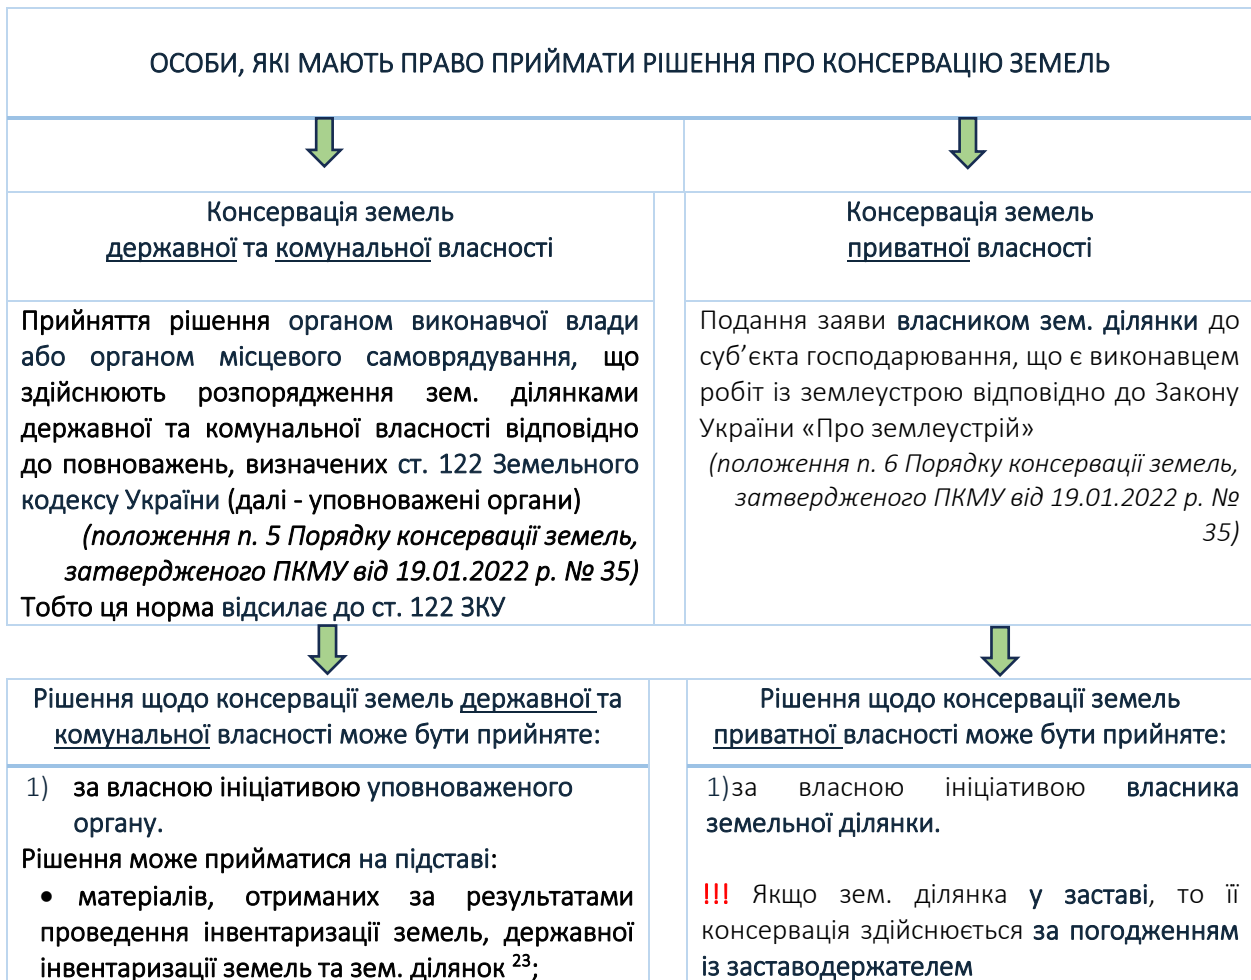 ОСОБИ, ЯКІ МАЮТЬ ПРАВО ПРИЙМАТИ РІШЕННЯ ПРО КОНСЕРВАЦІЮ ЗЕМЕЛЬ
Консервація земель
державної та комунальної власності
Прийняття рішення органом виконавчої влади
або органом місцевого самоврядування, що
здійснюють розпорядження зем. ділянками
державної та комунальної власності відповідно
до повноважень, визначених ст. 122 Земельного
кодексу України (далі - уповноважені органи)
(положення п. 5 Порядку консервації земель,
затвердженого ПКМУ від 19.01.2022 р. № 35)
Тобто ця норма відсилає до ст. 122 ЗКУ
Консервація земель
приватної власності
Подання заяви власником зем. ділянки до
суб’єкта господарювання, що є виконавцем
робіт із землеустрою відповідно до Закону
України «Про землеустрій»
(положення п. 6 Порядку консервації земель,
затвердженого ПКМУ від 19.01.2022 р. №
35)
Рішення щодо консервації земель державної та
комунальної власності може бути прийняте:
1) за власною ініціативою уповноваженого
органу.
Рішення може прийматися на підставі:
• матеріалів, отриманих за результатами
проведення інвентаризації земель, державної
інвентаризації земель та зем. ділянок 23;
Рішення щодо консервації земель
приватної власності може бути прийняте:
1)за власною ініціативою власника
земельної ділянки.
!!! Якщо зем. ділянка у заставі, то її
консервація здійснюється за погодженням
із заставодержателем